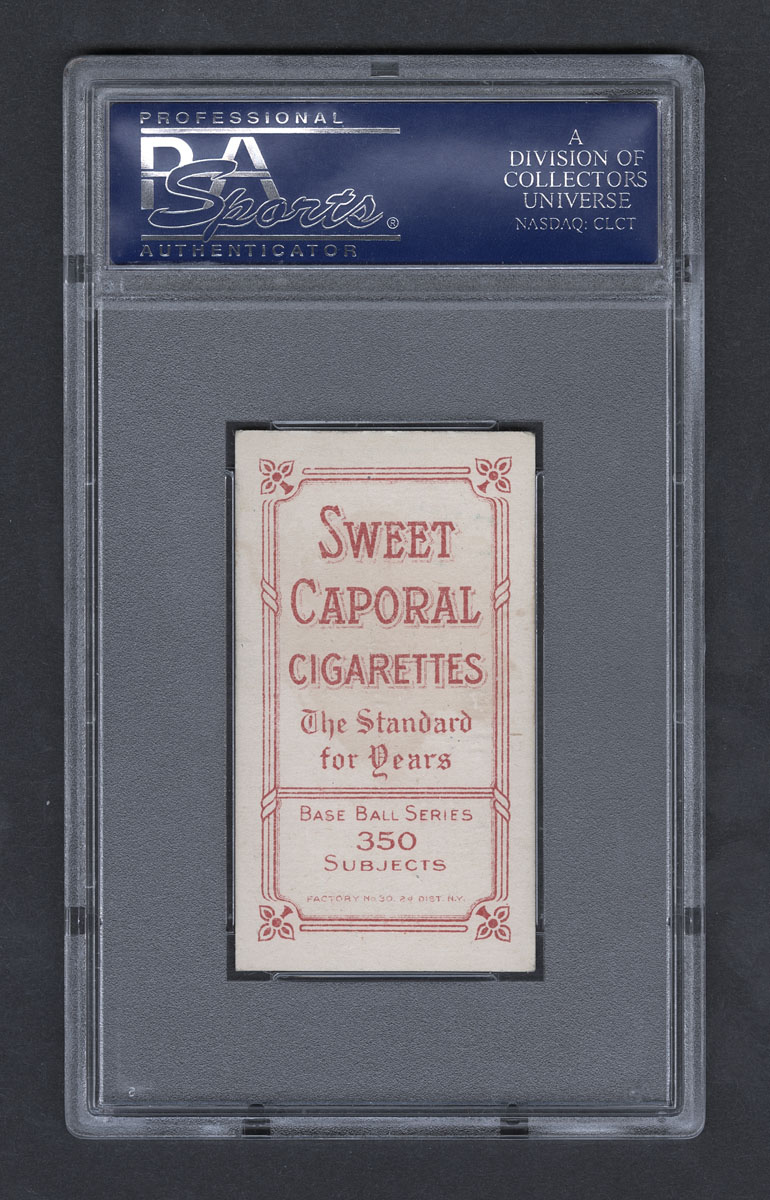 PROFESSIONAL
PSA
Sports®
AUTHENTICATOR
A
DIVISION OF
COLLECTORS
UNIVERSE
NASDAQ: CLCT
SWEET
CAPORAL
CIGARETTES
The Standard
for Years
BASE BALL SERIES
350
SUBJECTS
FACTORY No 30, 2d DIST. N.Y.